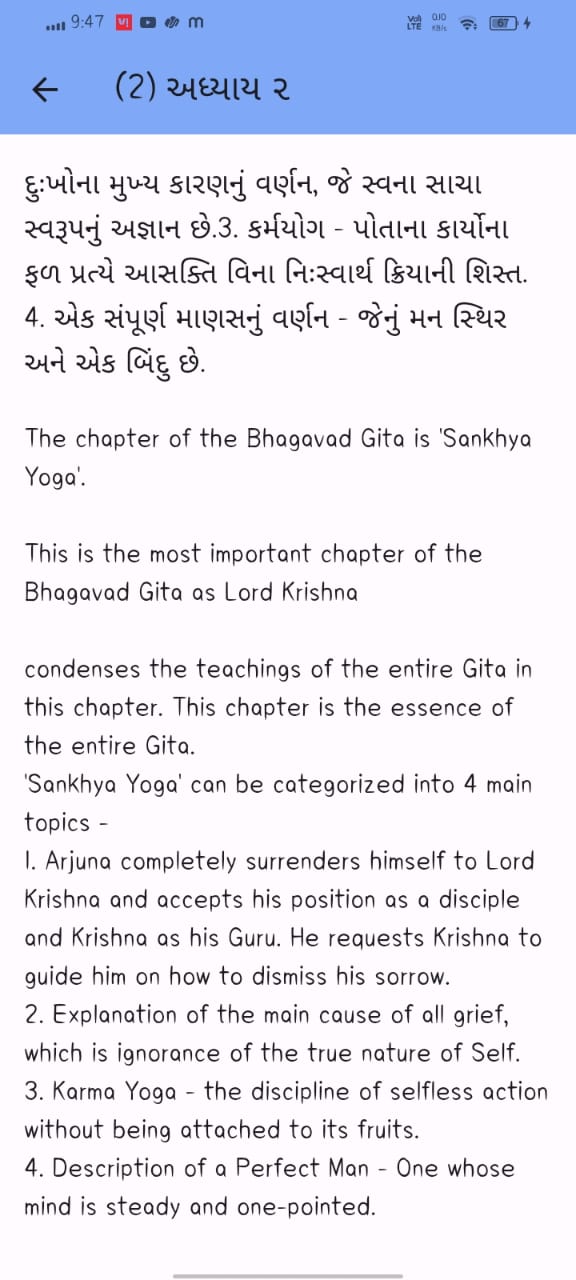 9:47
VoLTE 0.10 KB/s 67
(2) અધ્યાય ૨
દુઃખોના મુખ્ય કારણનું વર્ણન, જે સ્વના સાચા
સ્વરૂપનું અજ્ઞાન છે.3. કર્મયોગ - પોતાના કાર્યોના
ફળ પ્રત્યે આસક્તિ વિના નિઃસ્વાર્થ ક્રિયાની શિસ્ત.
4. એક સંપૂર્ણ માણસનું વર્ણન - જેનું મન સ્થિર
અને એક બિંદુ છે.
The chapter of the Bhagavad Gita is 'Sankhya
Yoga'.
This is the most important chapter of the
Bhagavad Gita as Lord Krishna
condenses the teachings of the entire Gita in
this chapter. This chapter is the essence of
the entire Gita.
'Sankhya Yoga' can be categorized into 4 main
topics -
1. Arjuna completely surrenders himself to Lord
Krishna and accepts his position as a disciple
and Krishna as his Guru. He requests Krishna to
guide him on how to dismiss his sorrow.
2. Explanation of the main cause of all grief,
which is ignorance of the true nature of Self.
3. Karma Yoga - the discipline of selfless action
without being attached to its fruits.
4. Description of a Perfect Man - One whose
mind is steady and one-pointed.